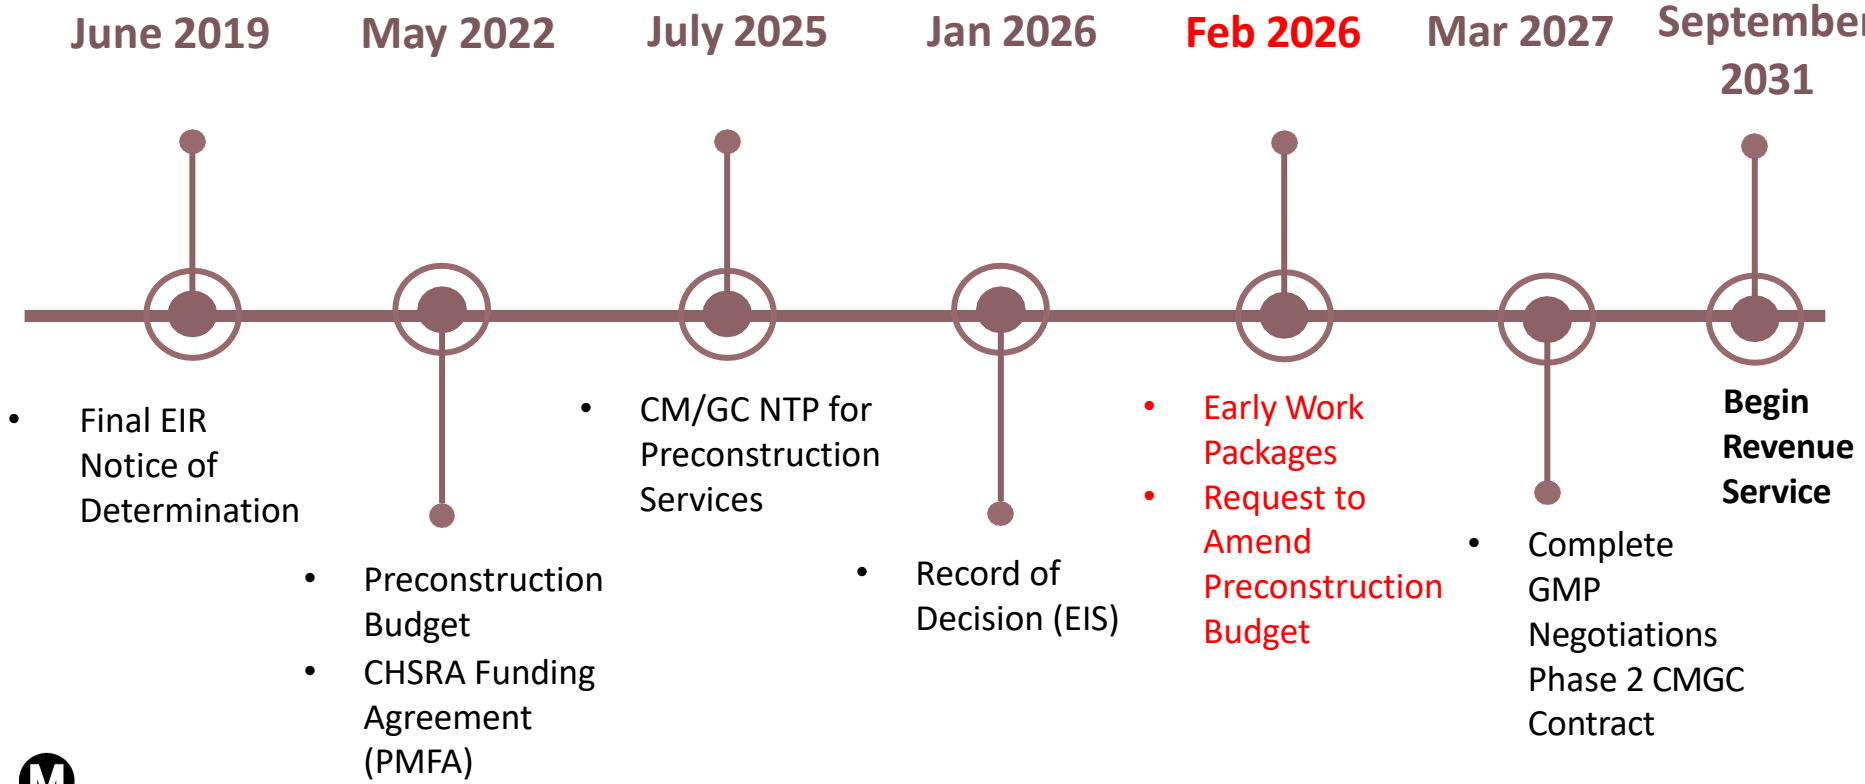 June 2019
May 2022
July 2025
Jan 2026
Feb 2026
Mar 2027
September
2031
• Final EIR
Notice of
Determination
• Preconstruction
Budget
• CHSRA Funding
Agreement
(PMFA)
• CM/GC NTP for
Preconstruction
Services
• Record of
Decision (EIS)
• Early Work
Packages
• Request to
Amend
Preconstruction
Budget
• Complete
GMP
Negotiations
Phase 2 CMGC
Contract
Begin
Revenue
Service
M